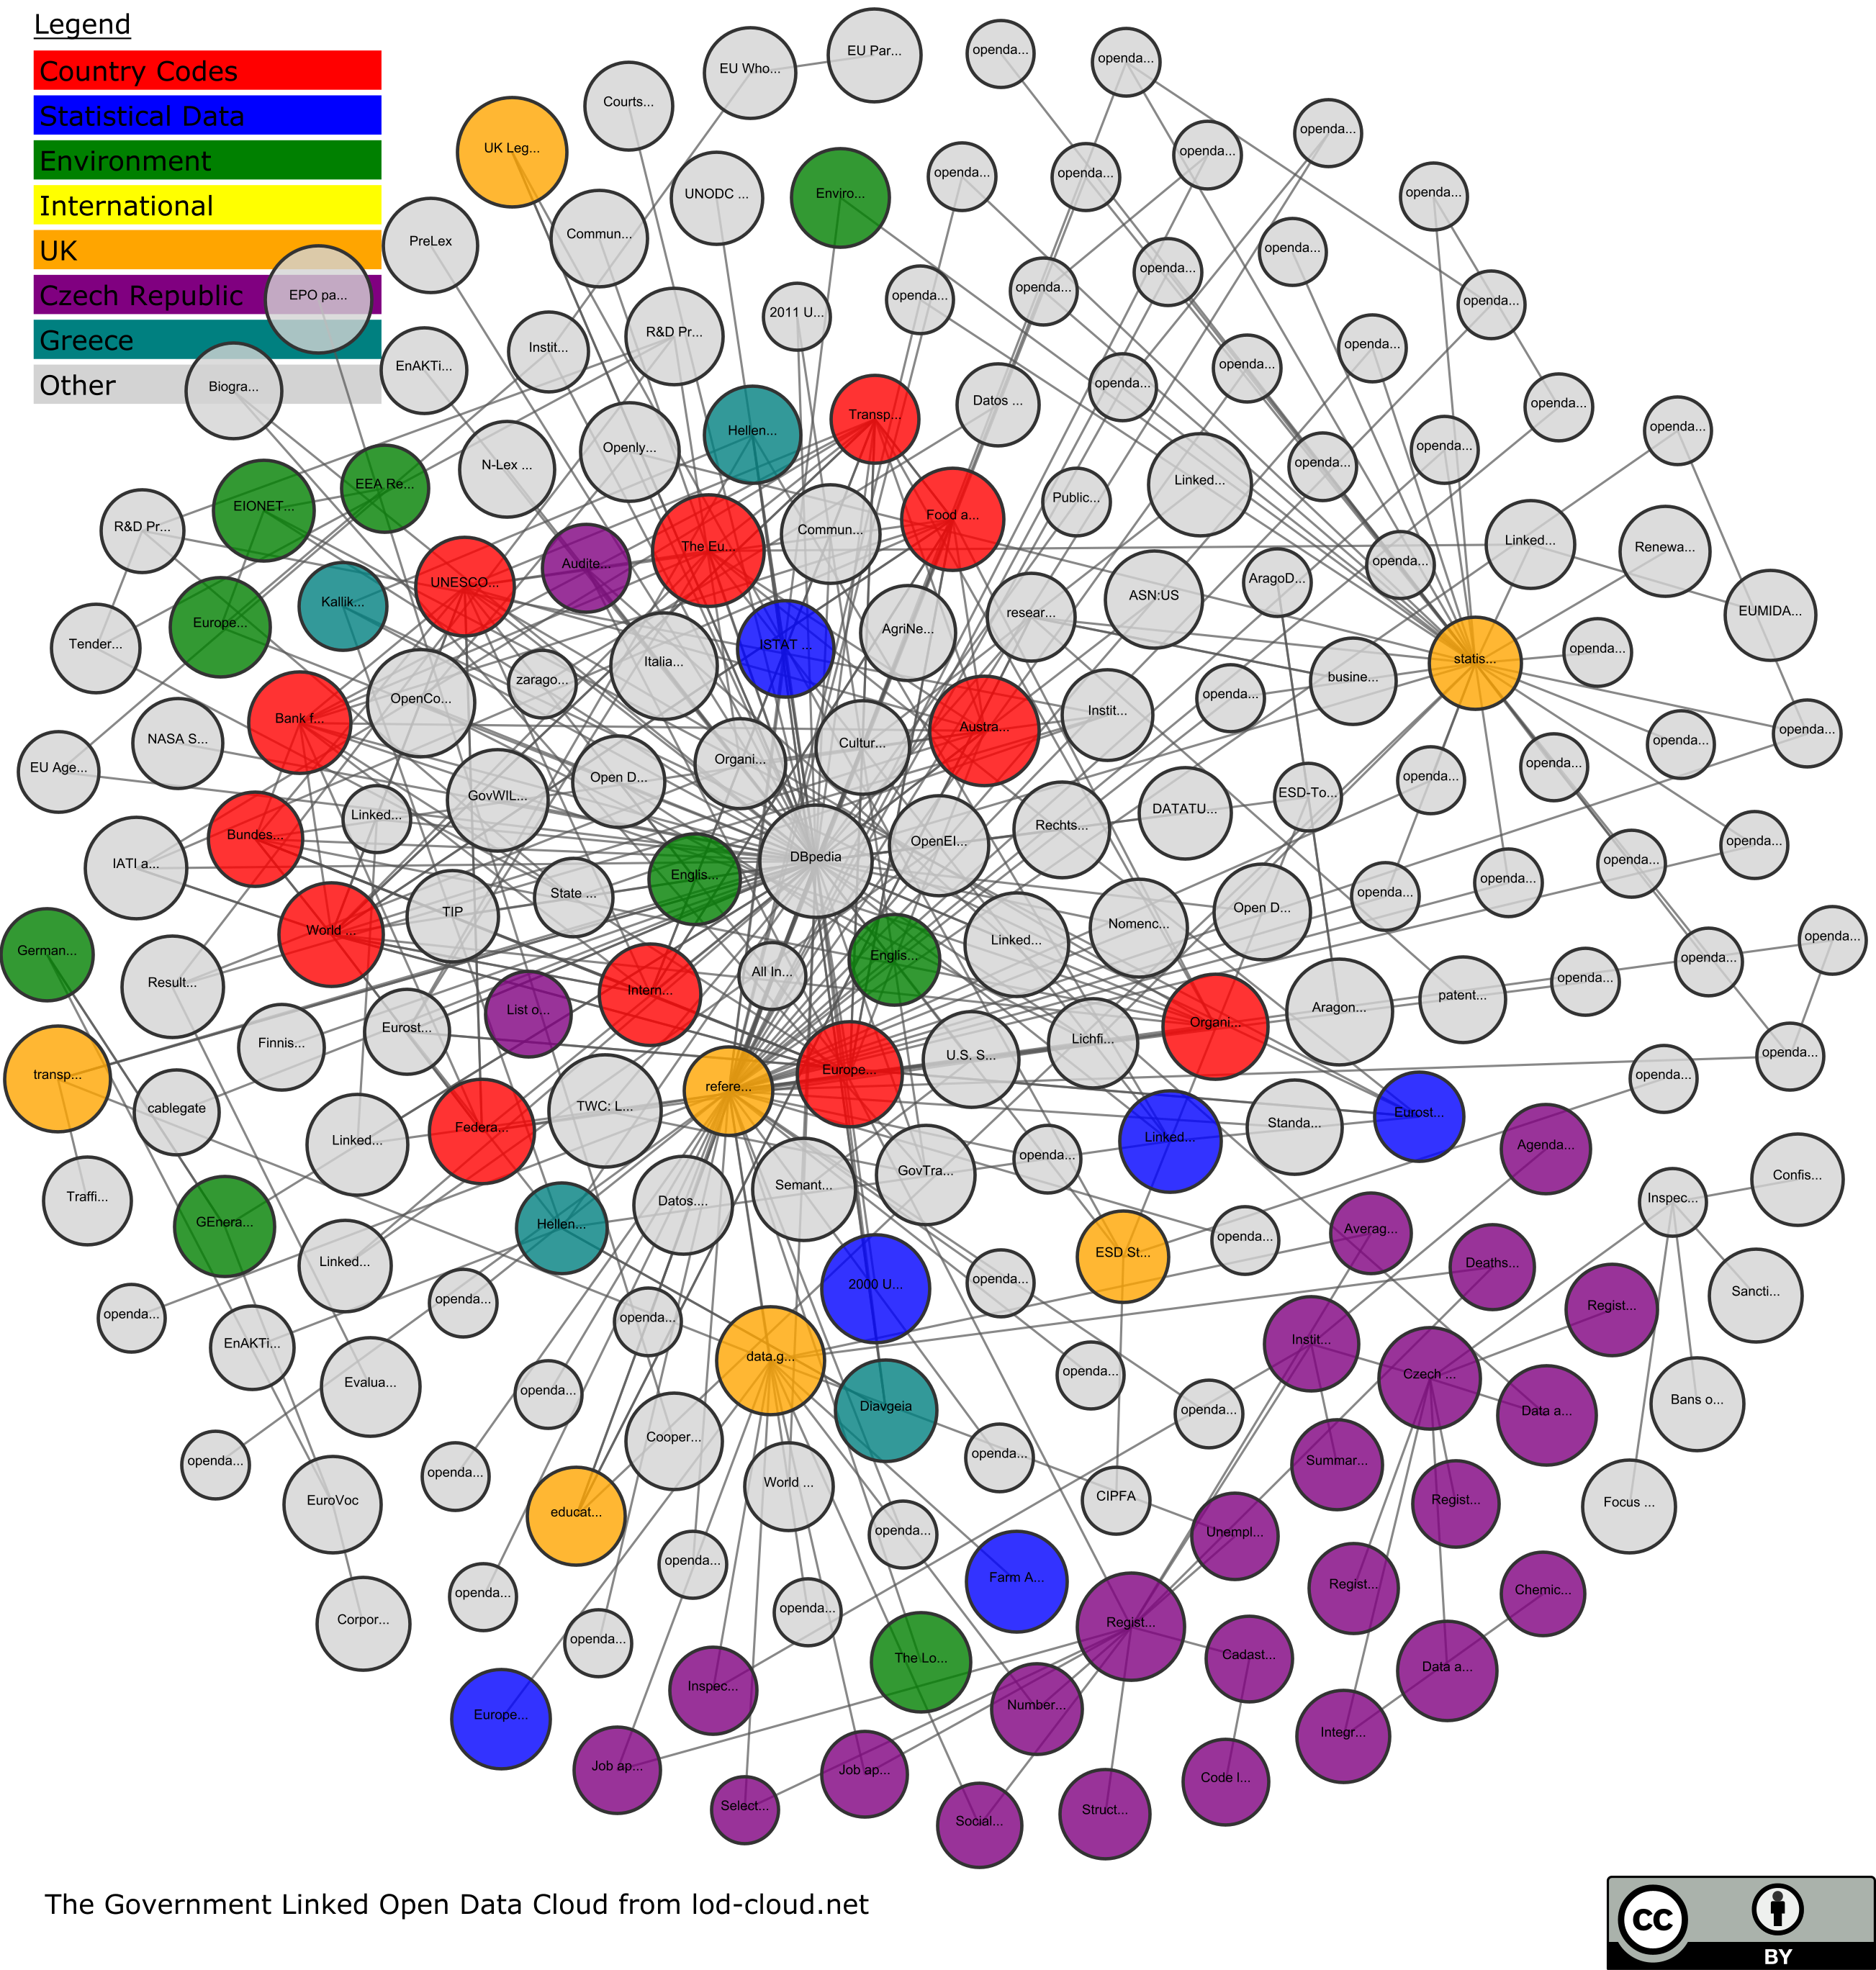 Legend
Country Codes
Statistical Data
Environment
International
UK
Czech Republic
Greece
Other
EU Who...
EU Par...
openda...
openda...
Courts...
UK Leg...
openda...
openda...
UNODC ...
Enviro...
openda...
openda...
openda...
PreLex
Commun...
openda...
openda...
EPO pa...
2011 U...
openda...
openda...
openda...
R&D Pr...
Instit...
openda...
EnAKTi...
openda...
Biogra...
openda...
Datos ...
openda...
Transp...
Hellen...
openda...
Openly...
openda...
N-Lex ...
openda...
EEA Re...
Linked...
EIONET...
Public...
Food a...
R&D Pr...
Commun...
Linked...
The Eu...
Renewa...
Audite...
openda...
UNESCO...
AragoD...
ASN:US
Kallik...
resear...
EUMIDA...
Europe...
AgriNe...
Tender...
ISTAT ...
openda...
statis...
Italia...
zarago...
busine...
OpenCo...
openda...
Instit...
Bank f...
Austra...
openda...
NASA S...
Cultur...
openda...
Organi...
EU Age...
openda...
Open D...
openda...
ESD-To...
GovWIL...
DATATU...
Linked...
Rechts...
Bundes...
OpenEI...
openda...
DBpedia
IATI a...
openda...
Englis...
openda...
State ...
openda...
TIP
Open D...
Nomenc...
World ...
openda...
Linked...
German...
Englis...
openda...
All In...
Result...
openda...
Intern...
patent...
Aragon...
List o...
Organi...
Eurost...
Lichfi...
Finnis...
U.S. S...
openda...
Europe...
transp...
openda...
refere...
TWC: L...
cablegate
Eurost...
Standa...
Federa...
Linked...
Linked...
Agenda...
openda...
GovTra...
Confis...
Semant...
Traffi...
Inspec...
Datos....
GEnera...
Hellen...
Averag...
openda...
ESD St...
Linked...
Deaths...
openda...
2000 U...
Sancti...
openda...
Regist...
openda...
openda...
EnAKTi...
Instit...
data.g...
openda...
Czech ...
Evalua...
openda...
Bans o...
Diavgeia
openda...
Data a...
Cooper...
openda...
Summar...
openda...
openda...
World ...
CIPFA
EuroVoc
Regist...
Focus ...
educat...
openda...
Unempl...
openda...
Farm A...
Regist...
Chemic...
openda...
openda...
Corpor...
Regist...
openda...
Cadast...
The Lo...
Data a...
Inspec...
Number...
Europe...
Integr...
Job ap...
Job ap...
Code l...
Select...
Struct...
Social...
The Government Linked Open Data Cloud from lod-cloud.net
cc
BY